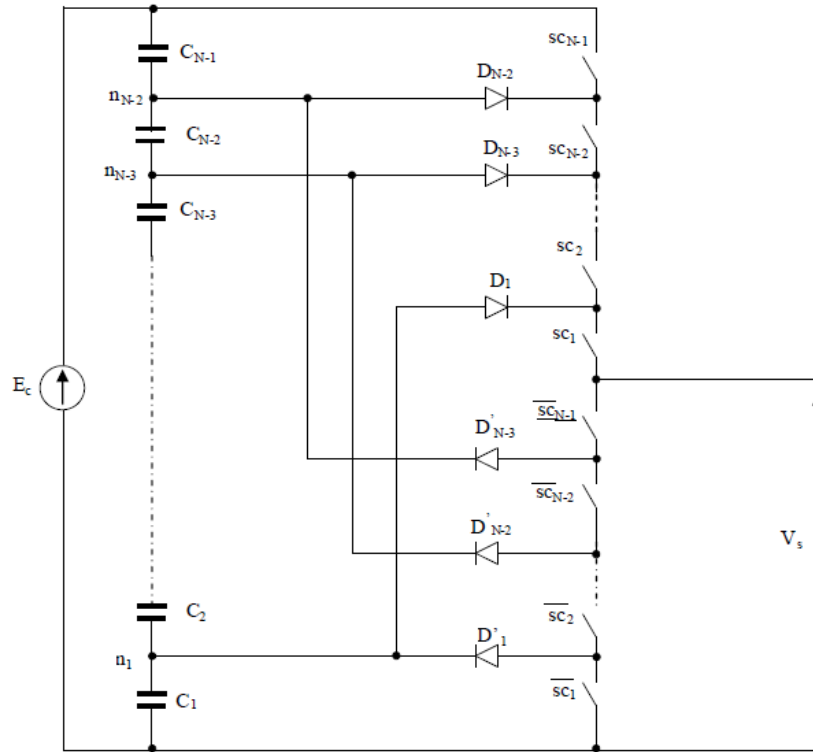 sc_{N-1}
C_{N-1}
D_{N-2}
n_{N-2}
C_{N-2}
sc_{N-2}
D_{N-3}
n_{N-3}
C_{N-3}
sc_2
D_1
sc_1
E_c
\overline{sc}_{N-1}
D'_{N-3}
\overline{sc}_{N-2}
D'_{N-2}
V_s
C_2
\overline{sc}_2
D'_1
n_1
\overline{sc}_1
C_1